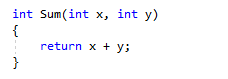 int Sum(int x, int y)
{
    return x + y;
}